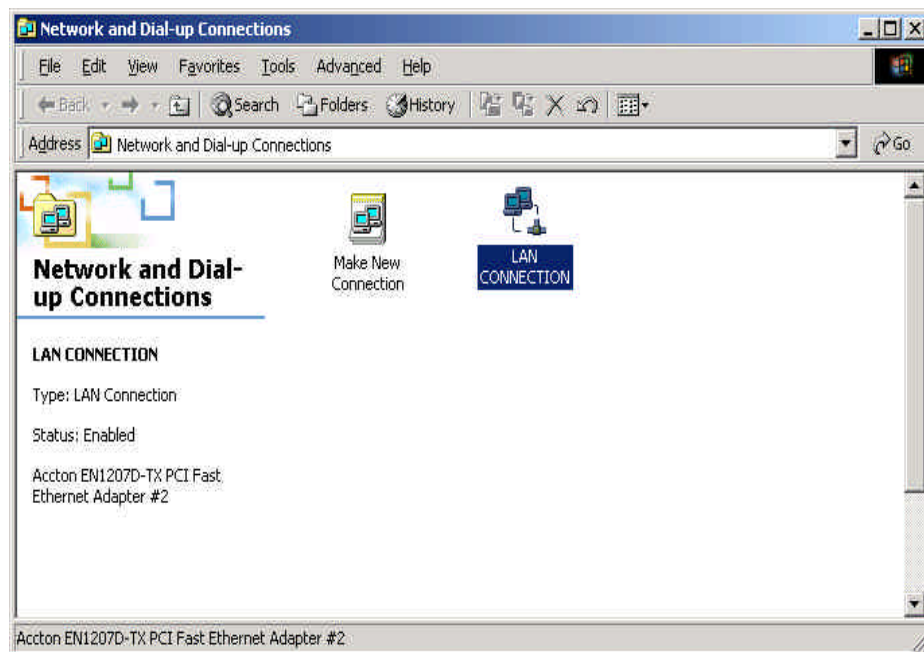 Network and Dial-up Connections
File Edit View Favorites Tools Advanced Help
Back Search Folders History
Address Network and Dial-up Connections Go
Network and Dial-
up Connections
Make New
Connection
LAN
CONNECTION
LAN CONNECTION
Type: LAN Connection
Status: Enabled
Accton EN1207D-TX PCI Fast
Ethernet Adapter #2
Accton EN1207D-TX PCI Fast Ethernet Adapter #2